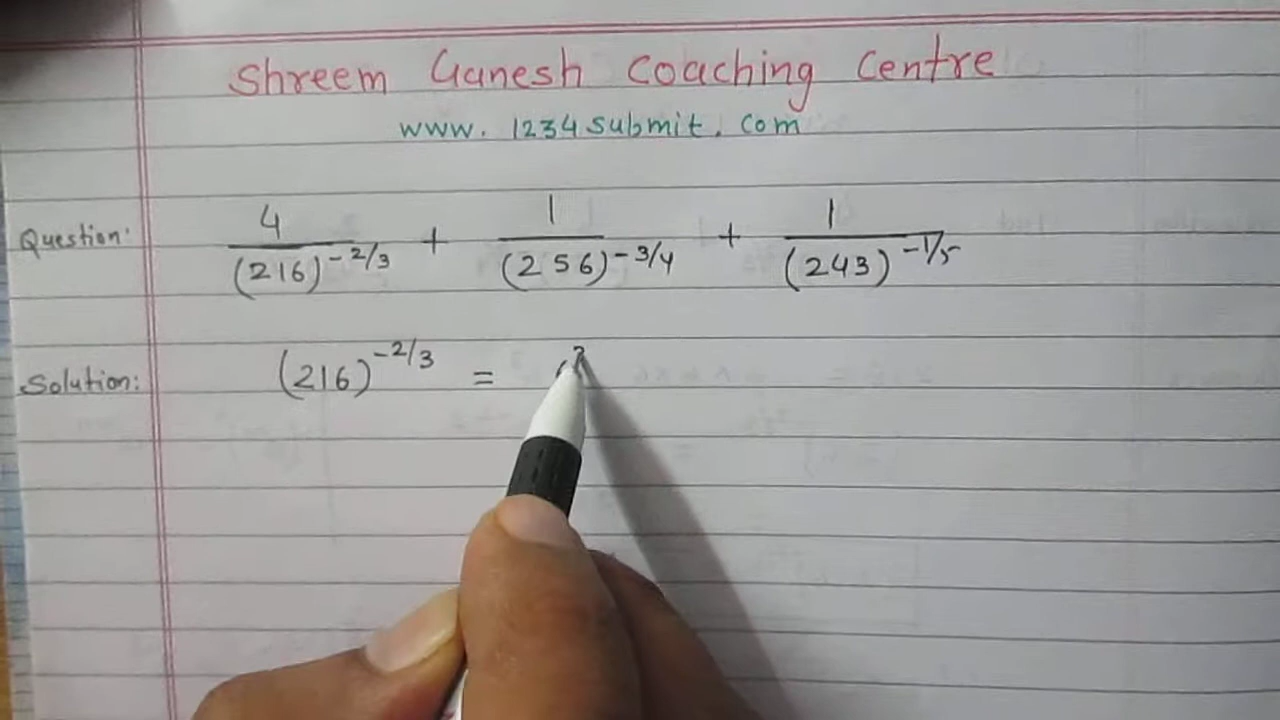 Shreem Ganesh Coaching Centre
www. 1234submit. com
Question: 4/(216)^-2/3 + 1/(256)^-3/4 + 1/(243)^-1/5
Solution: (216)^-2/3 =